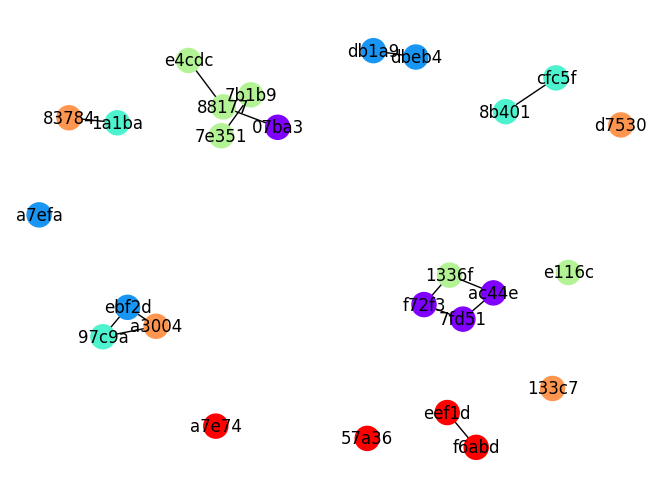 db1a9
dbeb4
e4cdc
cfc5f
7b1b9
88177
8b401
83784
1a1ba
07ba3
d7530
7e351
a7efa
1336f
e116c
ac44e
ebf2d
f72f3
7fd51
a3004
97c9a
133c7
eef1d
a7e74
57a36
f6abd